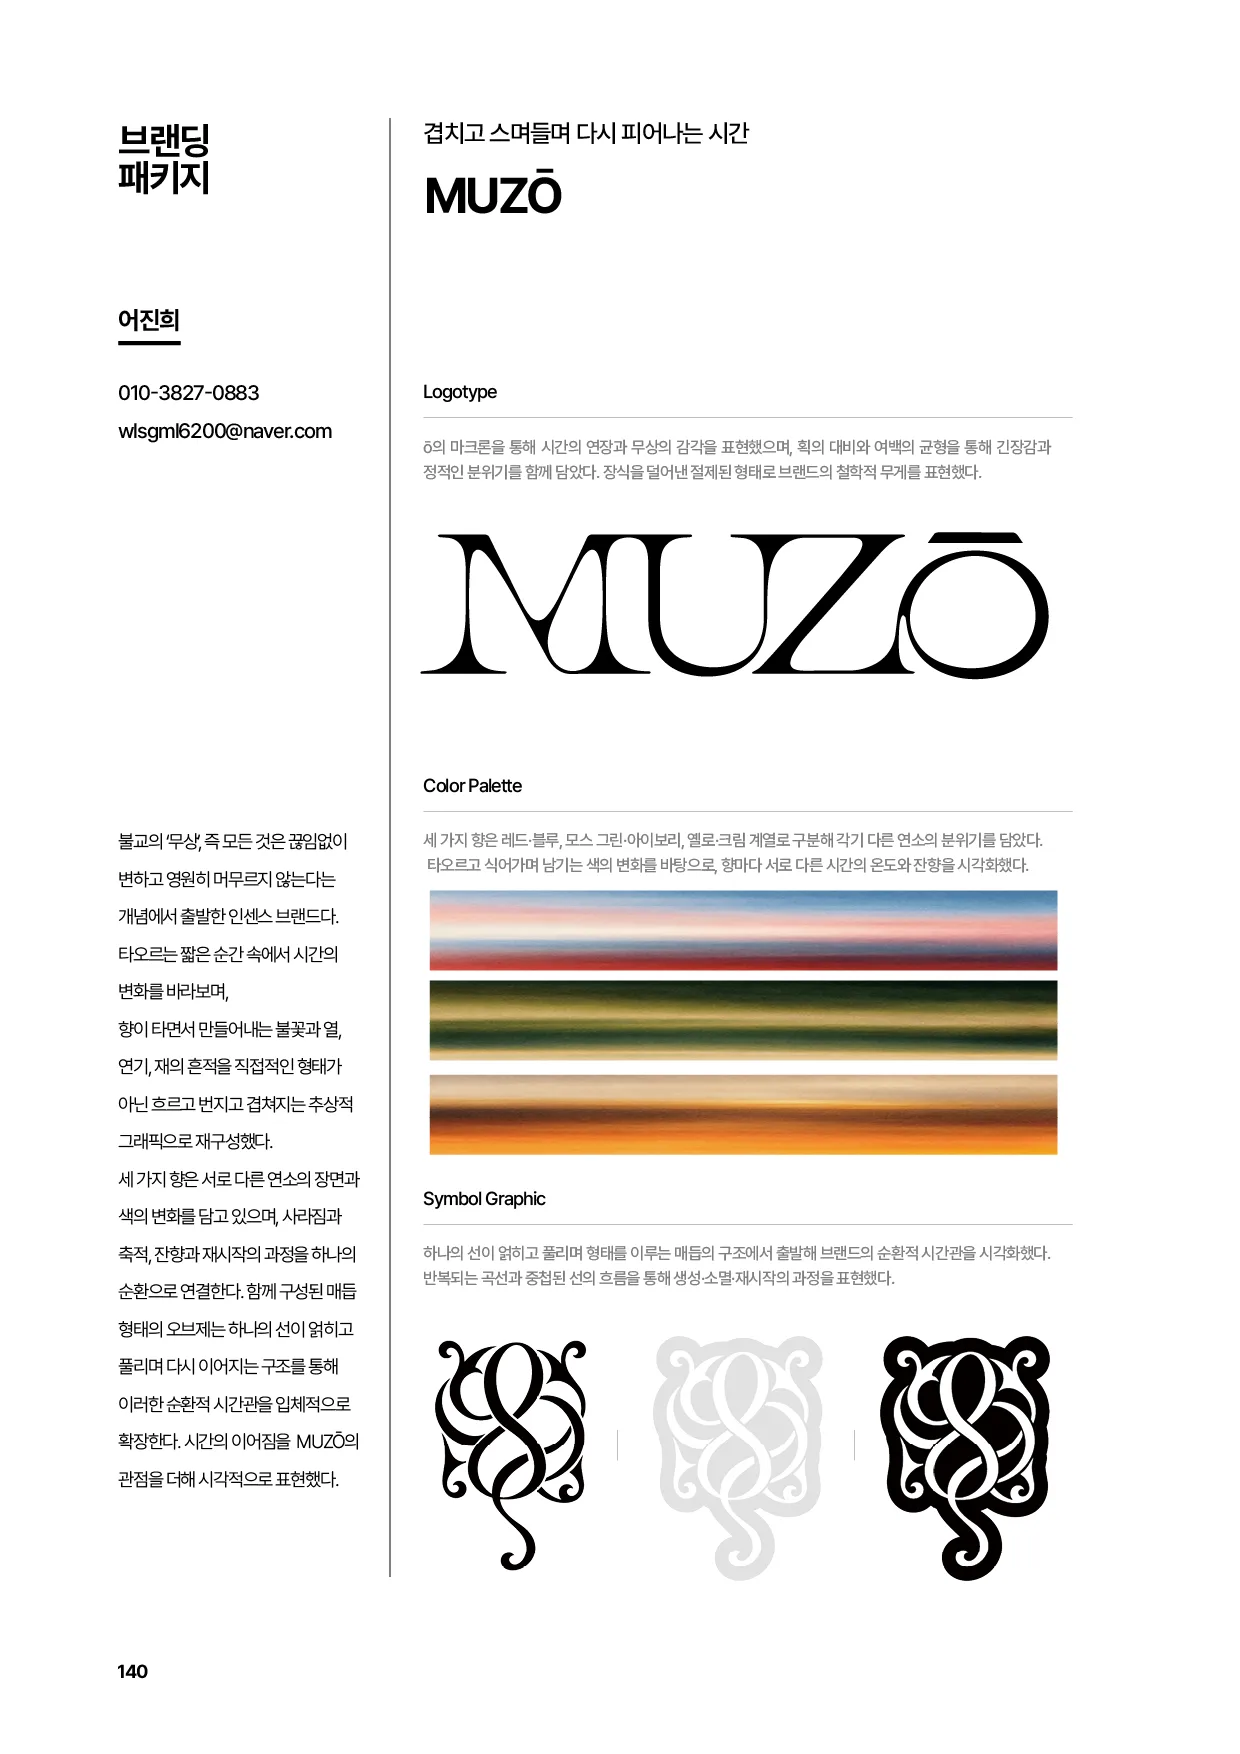 브랜딩
패키지
어진희
010-3827-0883
wlsgml6200@naver.com
불교의 ‘무상’, 즉 모든 것은 끊임없이
변하고 영원히 머무르지 않는다는
개념에서 출발한 인센스 브랜드다.
타오르는 짧은 순간 속에서 시간의
변화를 바라보며,
향이 타면서 만들어내는 불꽃과 열,
연기, 재의 흔적을 직접적인 형태가
아닌 흐르고 번지고 겹쳐지는 추상적
그래픽으로 재구성했다.
세 가지 향은 서로 다른 연소의 장면과
색의 변화를 담고 있으며, 사라짐과
축적, 잔향과 재시작의 과정을 하나의
순환으로 연결한다. 함께 구성된 매듭
형태의 오브제는 하나의 선이 얽히고
풀리며 다시 이어지는 구조를 통해
이러한 순환적 시간관을 입체적으로
확장한다. 시간의 이어짐을 MUZŌ의
관점을 더해 시각적으로 표현했다.
겹치고 스며들며 다시 피어나는 시간
MUZŌ
Logotype
ō의 마크론을 통해 시간의 연장과 무상의 감각을 표현했으며, 획의 대비와 여백의 균형을 통해 긴장감과
정적인 분위기를 함께 담았다. 장식을 덜어낸 절제된 형태로 브랜드의 철학적 무게를 표현했다.
MUZŌ
Color Palette
세 가지 향은 레드·블루, 모스 그린·아이보리, 옐로·크림 계열로 구분해 각기 다른 연소의 분위기를 담았다.
타오르고 식어가며 남기는 색의 변화를 바탕으로, 향마다 서로 다른 시간의 온도와 잔향을 시각화했다.
Symbol Graphic
하나의 선이 얽히고 풀리며 형태를 이루는 매듭의 구조에서 출발해 브랜드의 순환적 시간관을 시각화했다.
반복되는 곡선과 중첩된 선의 흐름을 통해 생성·소멸·재시작의 과정을 표현했다.
140